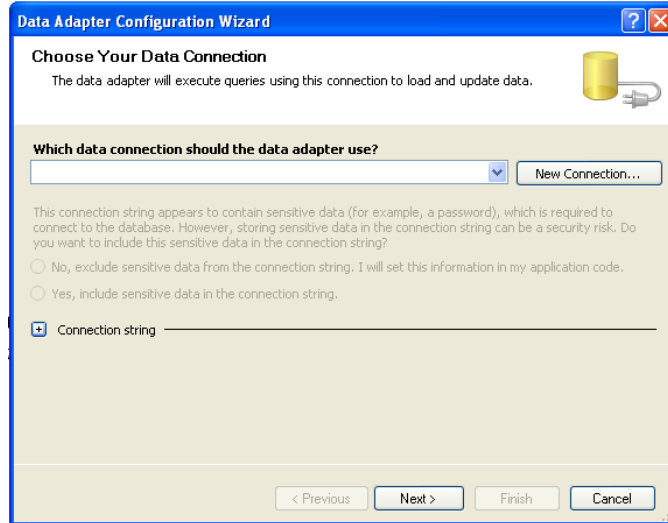 Data Adapter Configuration Wizard
Choose Your Data Connection
The data adapter will execute queries using this connection to load and update data.
Which data connection should the data adapter use?
New Connection...
This connection string appears to contain sensitive data (for example, a password), which is required to
connect to the database. However, storing sensitive data in the connection string can be a security risk. Do
you want to include this sensitive data in the connection string?
No, exclude sensitive data from the connection string. I will set this information in my application code.
Yes, include sensitive data in the connection string.
Connection string
< Previous
Next >
Finish
Cancel